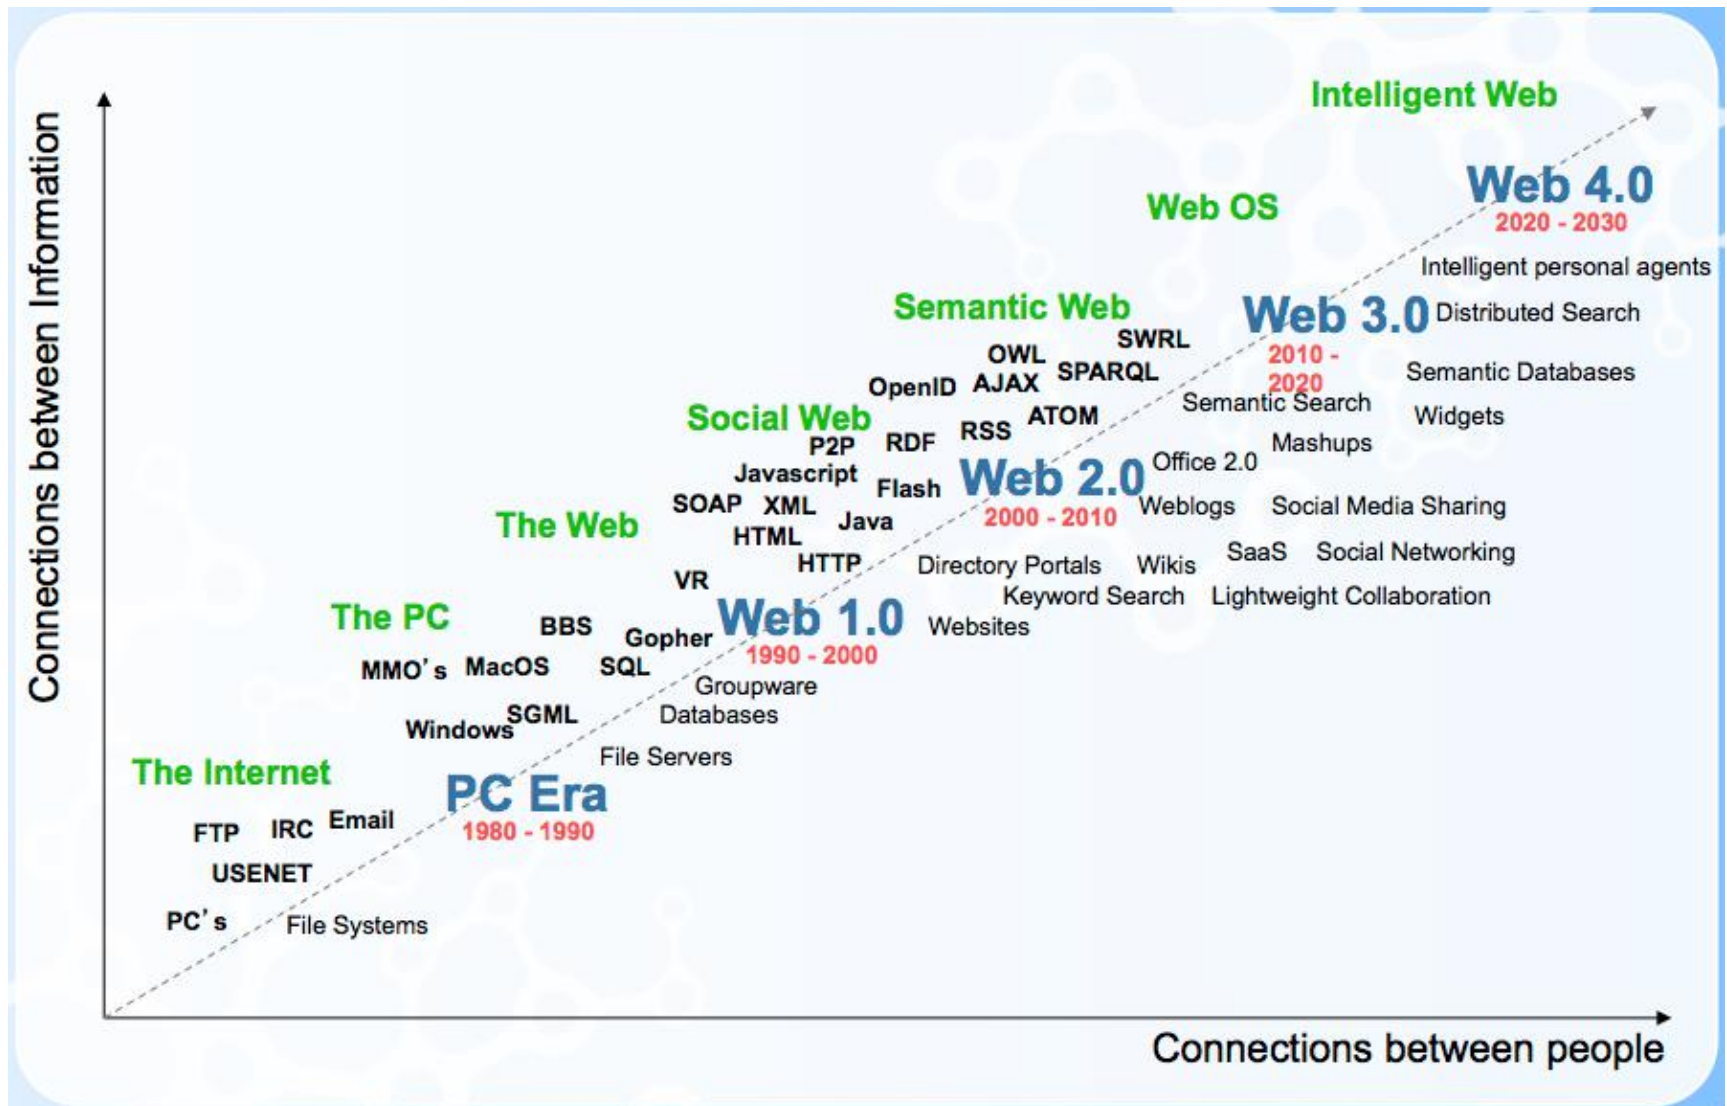 Intelligent Web
Web 4.0
2020 - 2030
Web OS
Intelligent personal agents
Semantic Web
Web 3.0
Distributed Search
2010 -
2020
SWRL
OWL
SPARQL
OpenID
AJAX
Semantic Databases
Semantic Search
Widgets
Social Web
ATOM
RSS
RDF
P2P
Mashups
Office 2.0
Javascript
Flash
Web 2.0
2000 - 2010
Weblogs
Social Media Sharing
SOAP
XML
Java
HTML
The Web
HTTP
Directory Portals
Wikis
SaaS
Social Networking
VR
Keyword Search
Lightweight Collaboration
Web 1.0
1990 - 2000
Websites
The PC
BBS
Gopher
MMO's
MacOS
SQL
Groupware
Databases
SGML
Windows
File Servers
The Internet
PC Era
1980 - 1990
FTP
IRC
Email
USENET
PC's
File Systems
Connections between Information
Connections between people